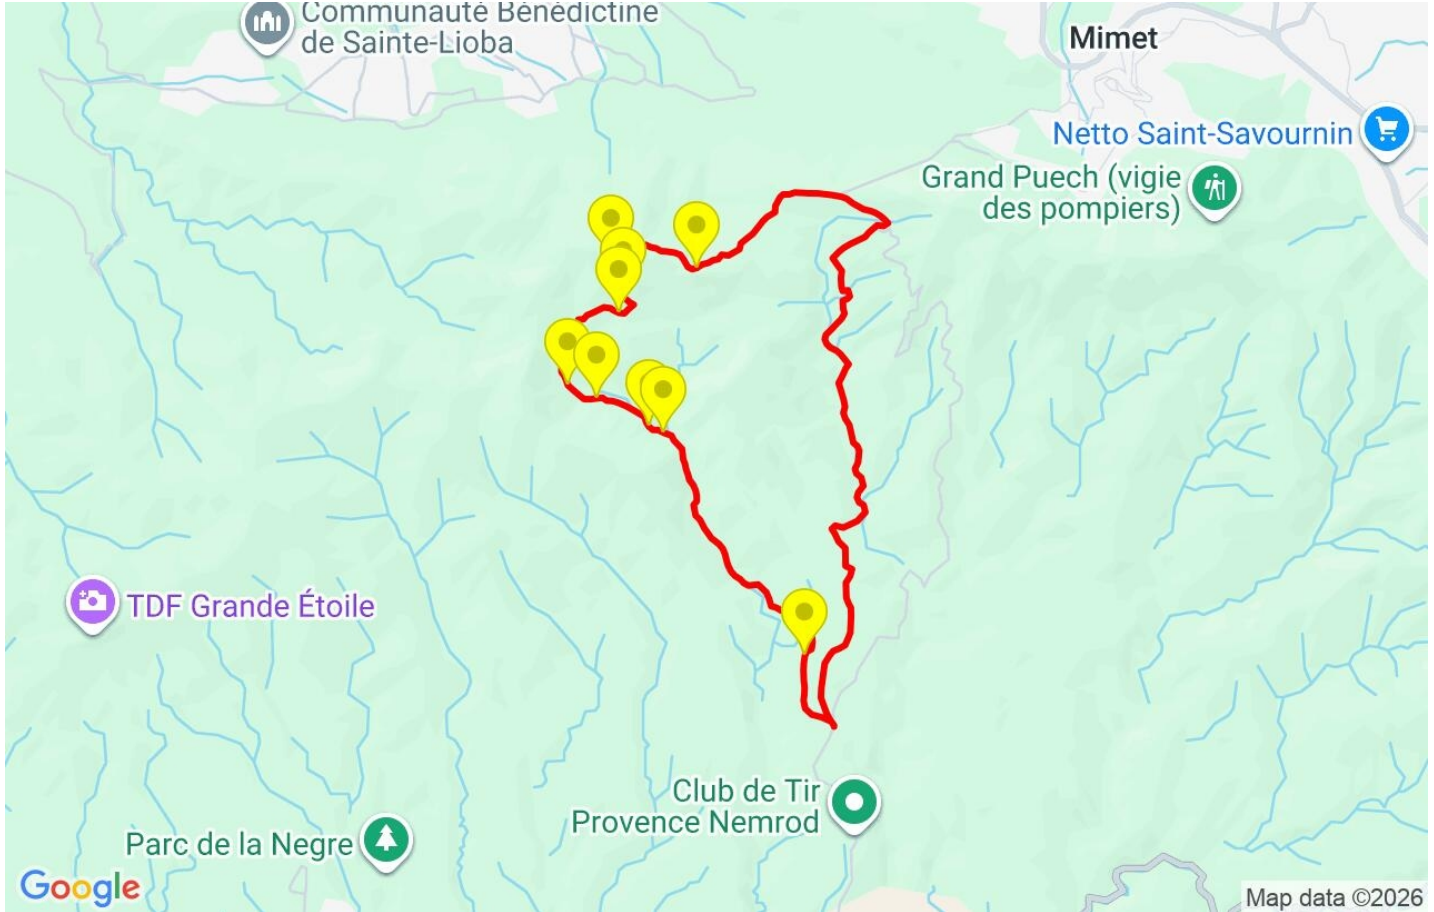 Communauté Bénédictine
de Sainte-Lioba
Mimet
Netto Saint-Savournin
Grand Puech (vigie
des pompiers)
TDF Grande Étoile
Club de Tir
Provence Nemrod
Parc de la Negre
Google
Map data ©2026